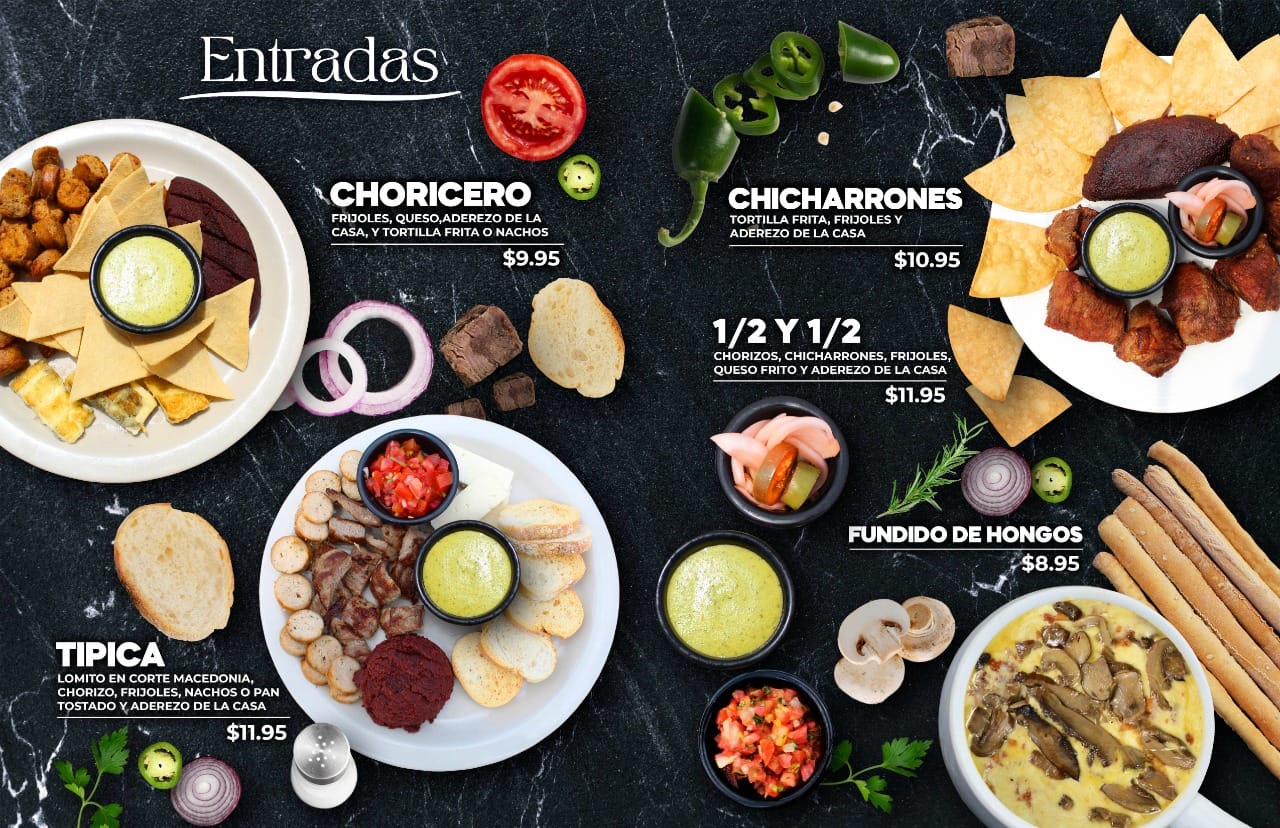 Entradas
CHORICERO
FRIJOLES, QUESO,ADEREZO DE LA
CASA, Y TORTILLA FRITA O NACHOS
$9.95
CHICHARRONES
TORTILLA FRITA, FRIJOLES Y
ADEREZO DE LA CASA
$10.95
1/2 Y 1/2
CHORIZOS, CHICHARRONES, FRIJOLES,
QUESO FRITO Y ADEREZO DE LA CASA
$11.95
FUNDIDO DE HONGOS
$8.95
TIPICA
LOMITO EN CORTE MACEDONIA,
CHORIZO, FRIJOLES, NACHOS O PAN
TOSTADO Y ADEREZO DE LA CASA
$11.95